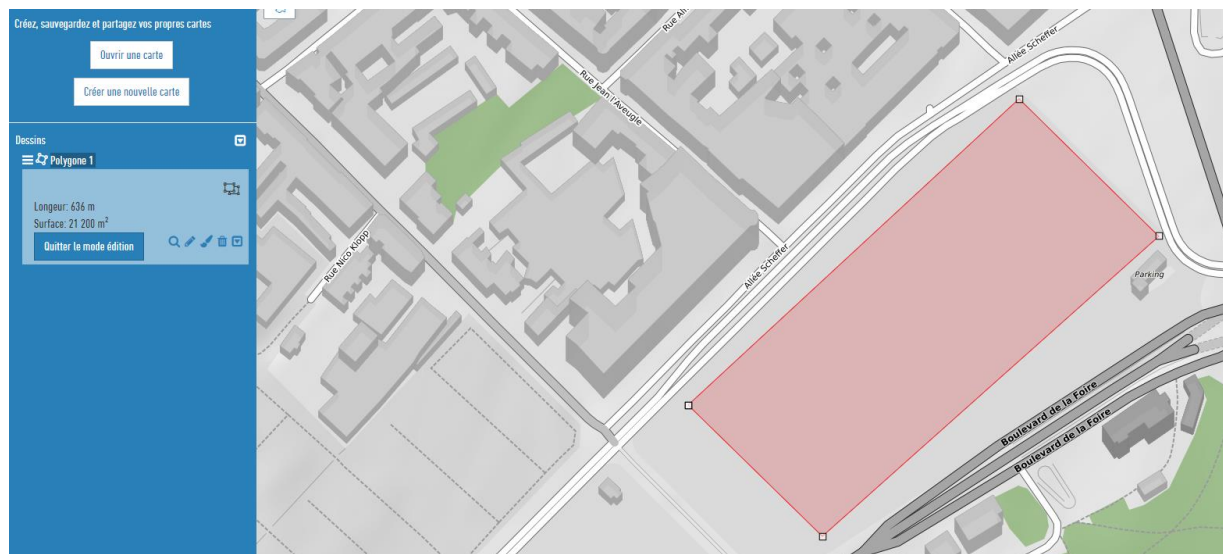 Créez, sauvegardez et partagez vos propres cartes
Ouvrir une carte
Créer une nouvelle carte
Dessins
Polygone 1
Longeur: 636 m
Surface: 21 200 m²
Quitter le mode édition
Allée Scheffer
Rue Jean l'Aveugle
Allée Scheffer
Rue Nico Klopp
Parking
Boulevard de la Foire
Boulevard de la Foire